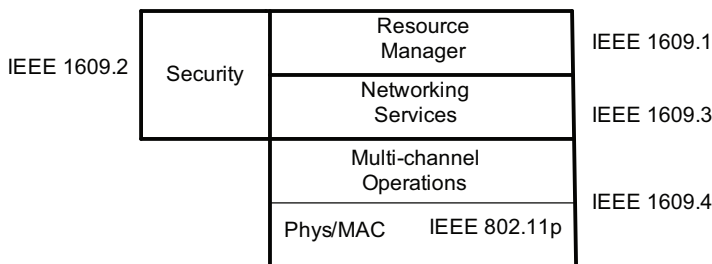 IEEE 1609.2
Security
Resource
Manager
IEEE 1609.1
Networking
Services
IEEE 1609.3
Multi-channel
Operations
IEEE 1609.4
Phys/MAC IEEE 802.11p